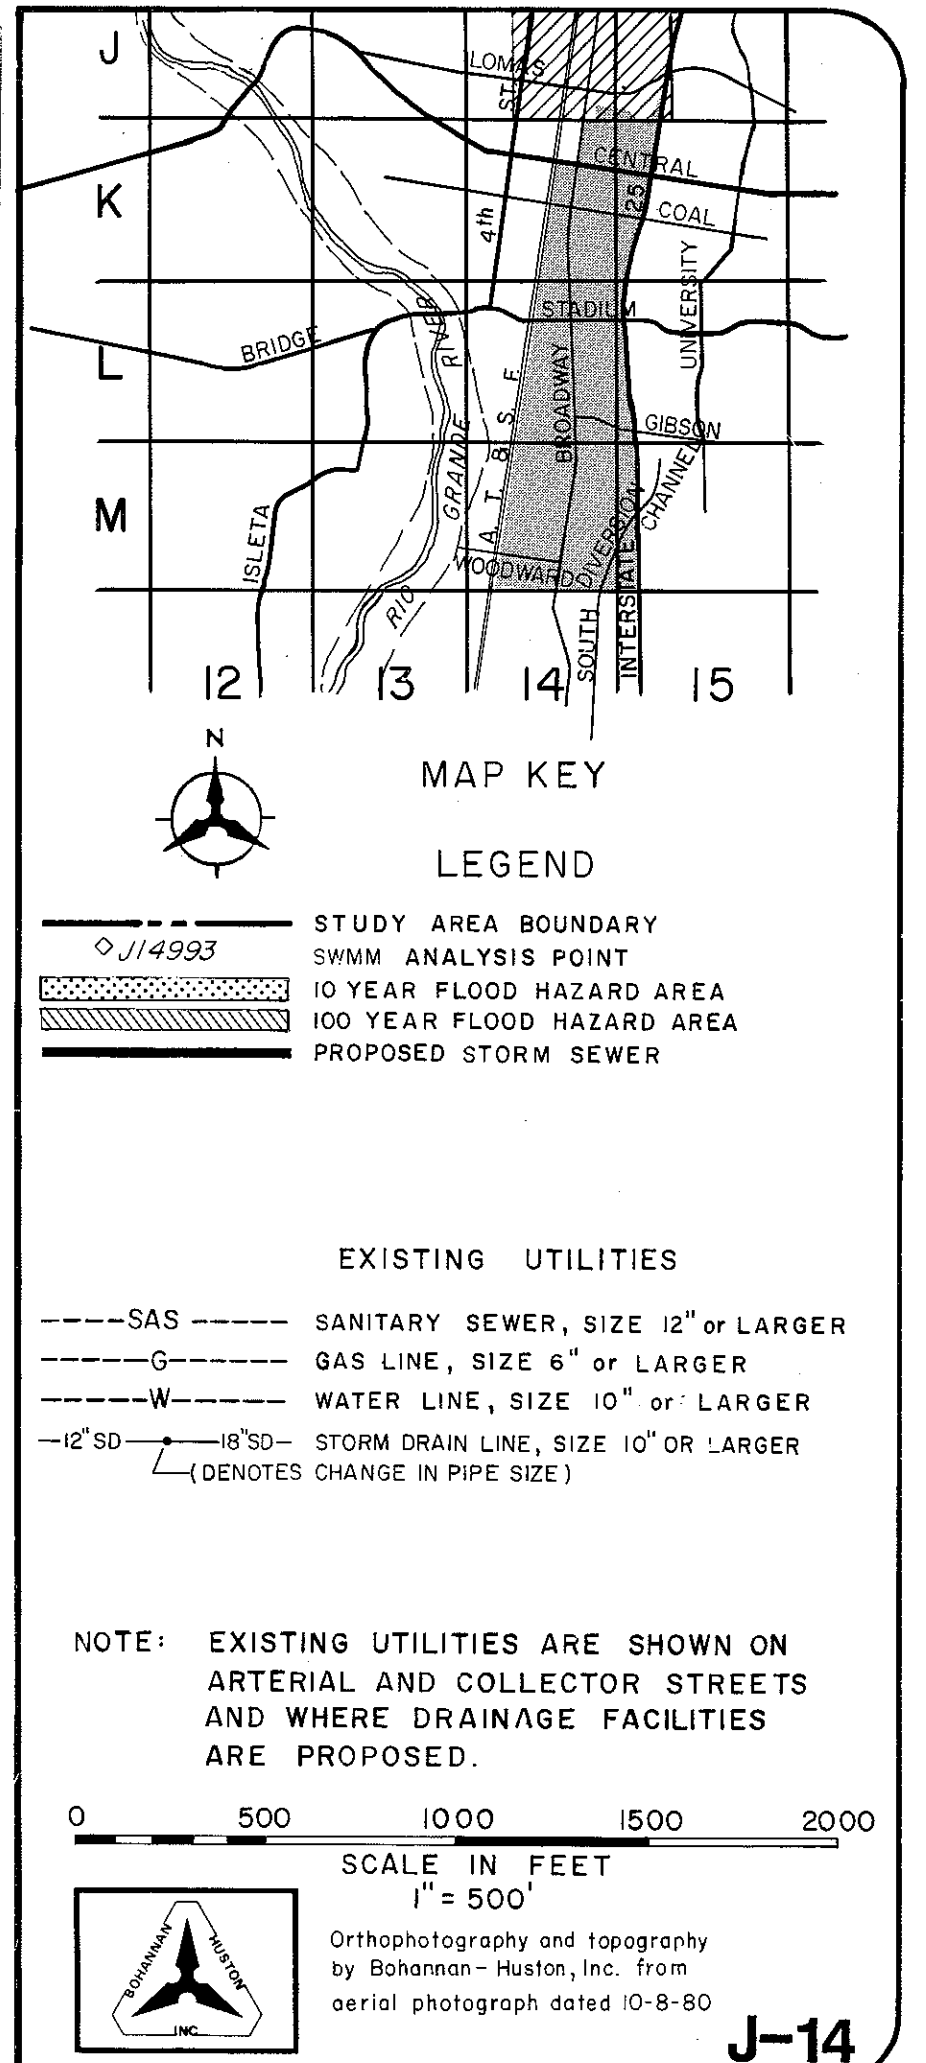 J
LOMAS
ST.
CENTRAL
K
25
COAL
4th
UNIVERSITY
STADIUM
BRIDGE
RIVER
L
BROADWAY
A. T. & S. F.
GIBSON
GRANDE
CHANNEL
M
ISLETA
WOODWARD
DIVERSION
INTERSTATE
RIO
SOUTH
12 13 14 15
N
MAP KEY
LEGEND
STUDY AREA BOUNDARY
J14993 SWMM ANALYSIS POINT
10 YEAR FLOOD HAZARD AREA
100 YEAR FLOOD HAZARD AREA
PROPOSED STORM SEWER
EXISTING UTILITIES
SAS SANITARY SEWER, SIZE 12" or LARGER
G GAS LINE, SIZE 6" or LARGER
W WATER LINE, SIZE 10" or LARGER
12" SD 18" SD STORM DRAIN LINE, SIZE 10" OR LARGER
(DENOTES CHANGE IN PIPE SIZE)
NOTE: EXISTING UTILITIES ARE SHOWN ON
ARTERIAL AND COLLECTOR STREETS
AND WHERE DRAINAGE FACILITIES
ARE PROPOSED.
0 500 1000 1500 2000
SCALE IN FEET
1" = 500'
BOHANNAN
HUSTON
INC.
Orthophotography and topography
by Bohannan-Huston, Inc. from
aerial photograph dated 10-8-80
J-14